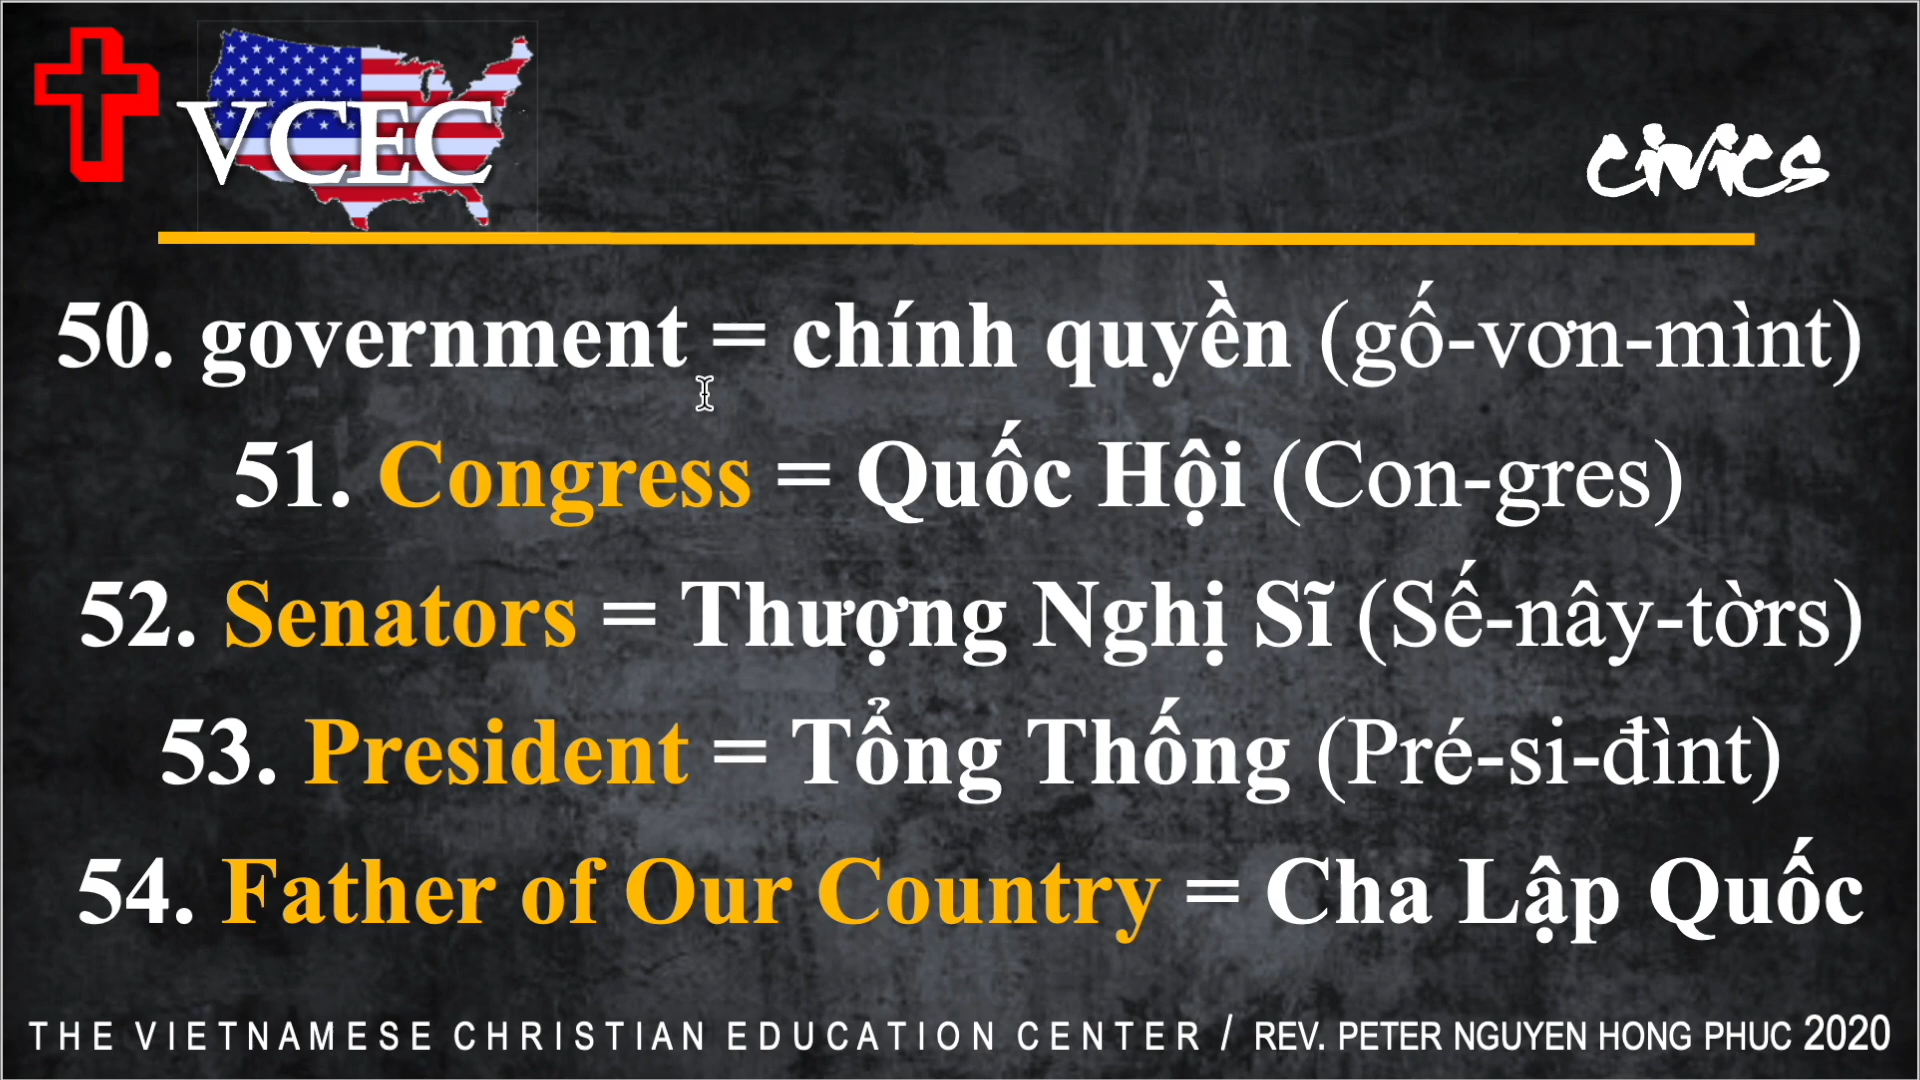 VCEC
civics
50. government = chính quyền (gố-vơn-mình)
51. Congress = Quốc Hội (Con-gres)
52. Senators = Thượng Nghị Sĩ (Sế-nây-tờrs)
53. President = Tổng Thống (Pré-si-đình)
54. Father of Our Country = Cha Lập Quốc
THE VIETNAMESE CHRISTIAN EDUCATION CENTER / REV. PETER NGUYEN HONG PHUC 2020